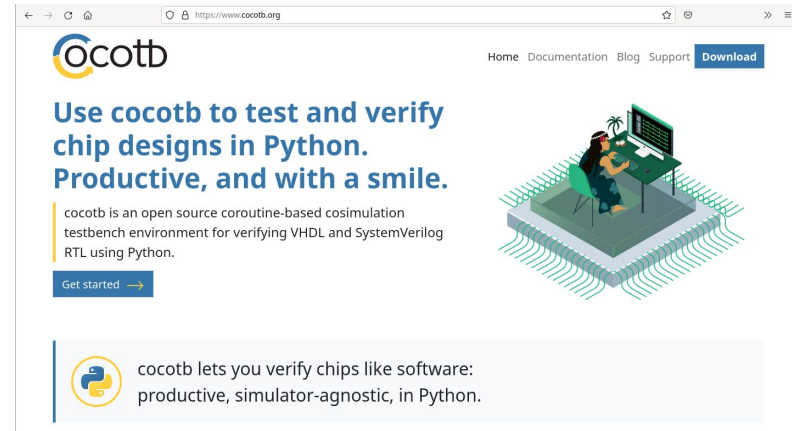 https://www.cocotb.org
cocotb
Home Documentation Blog Support Download
Use cocotb to test and verify
chip designs in Python.
Productive, and with a smile.
cocotb is an open source coroutine-based cosimulation
testbench environment for verifying VHDL and SystemVerilog
RTL using Python.
Get started →
cocotb lets you verify chips like software:
productive, simulator-agnostic, in Python.